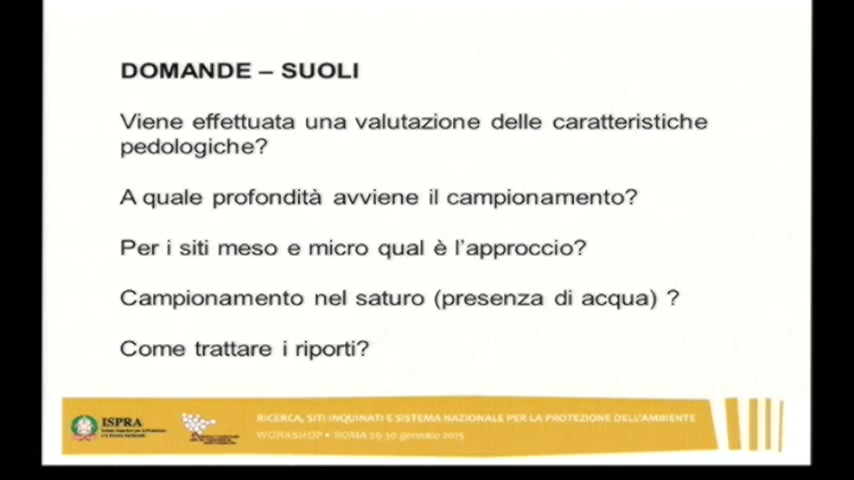 DOMANDE – SUOLI
Viene effettuata una valutazione delle caratteristiche
pedologiche?
A quale profondità avviene il campionamento?
Per i siti meso e micro qual è l'approccio?
Campionamento nel saturo (presenza di acqua) ?
Come trattare i riporti?
ISPRA
RICERCA, SITI INQUINATI E SISTEMA NAZIONALE PER LA PROTEZIONE DELL'AMBIENTE
WORKSHOP • ROMA 29-30 gennaio 2015